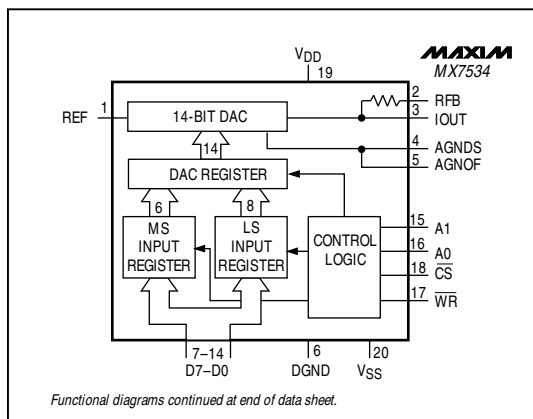 VDD
19
MAXIM
MX7534
REF
1
14-BIT DAC
2
RFB
3
IOUT
14
4
AGNDS
5
AGNOF
DAC REGISTER
6
8
MS
INPUT
REGISTER
LS
INPUT
REGISTER
CONTROL
LOGIC
15
A1
16
A0
18
CS
17
WR
7–14
D7–D0
6
DGND
20
VSS
Functional diagrams continued at end of data sheet.